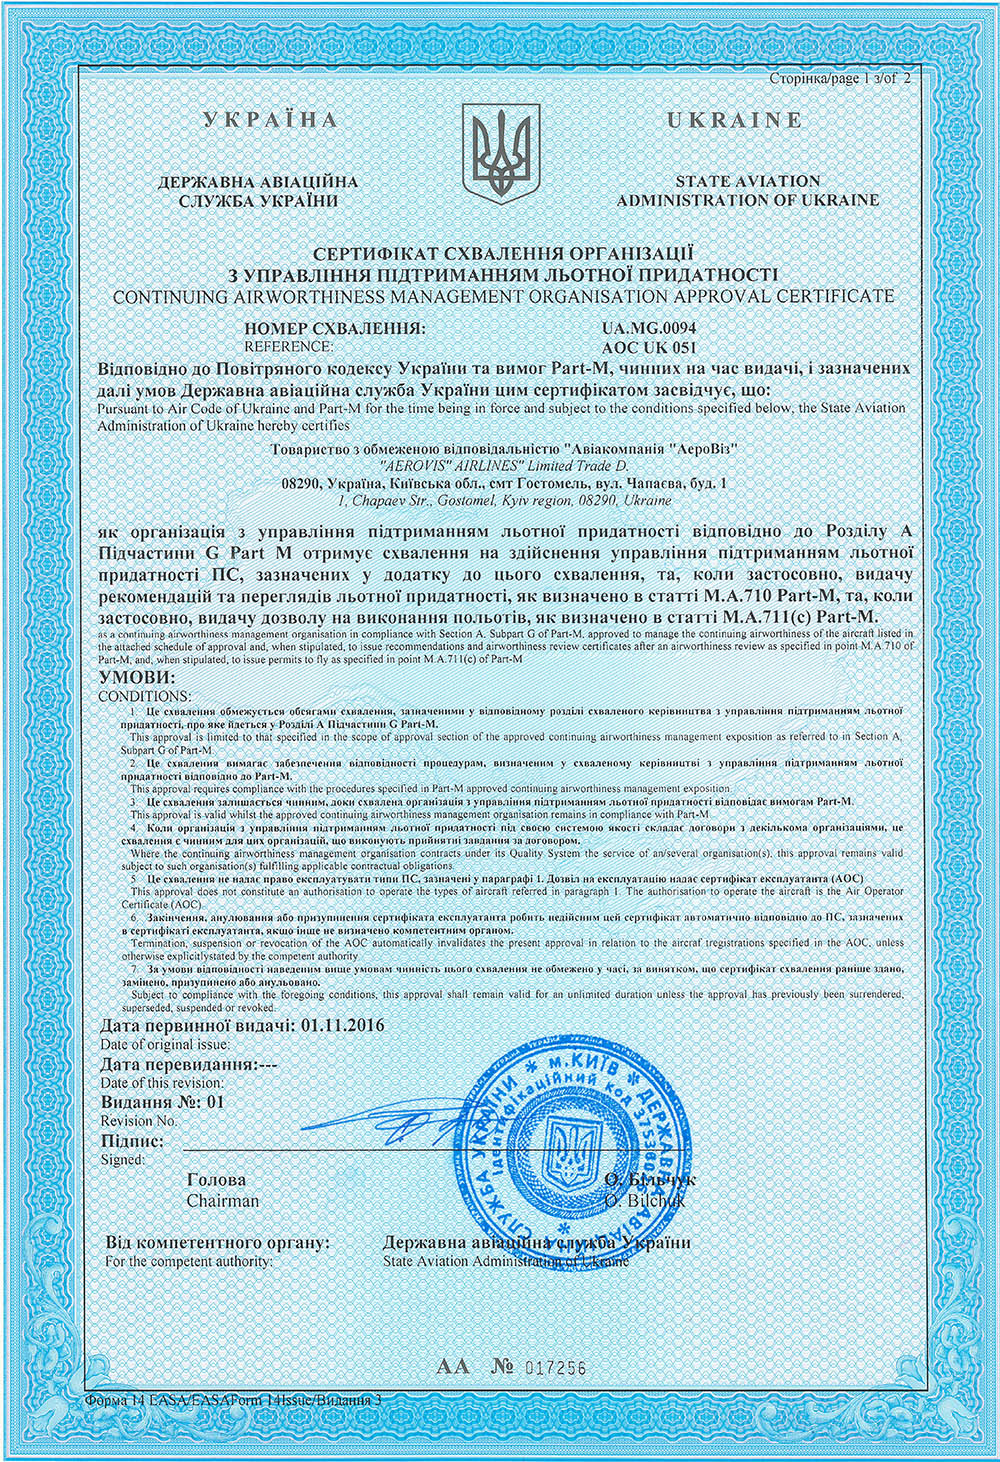 Сторінка/page 1 з/of 2
УКРАЇНА
UKRAINE
ДЕРЖАВНА АВІАЦІЙНА
СЛУЖБА УКРАЇНИ
STATE AVIATION
ADMINISTRATION OF UKRAINE
СЕРТИФІКАТ СХВАЛЕННЯ ОРГАНІЗАЦІЇ
З УПРАВЛІННЯ ПІДТРИМАННЯМ ЛЬОТНОЇ ПРИДАТНОСТІ
CONTINUING AIRWORTHINESS MANAGEMENT ORGANISATION APPROVAL CERTIFICATE
НОМЕР СХВАЛЕННЯ: UA.MG.0094
REFERENCE: AOC UK 051
Відповідно до Повітряного кодексу України та вимог Part-M, чинних на час видачі, і зазначених
далі умов Державна авіаційна служба України цим сертифікатом засвідчує, що:
Pursuant to Air Code of Ukraine and Part-M for the time being in force and subject to the conditions specified below, the State Aviation
Administration of Ukraine hereby certifies
Товариство з обмеженою відповідальністю "Авіакомпанія "АероВіз"
"AEROVIS" AIRLINES" Limited Trade D.
08290, Україна, Київська обл., смт Гостомель, вул. Чапаєва, буд. 1
1, Chapaev Str., Gostomel, Kyiv region, 08290, Ukraine
як організація з управління підтриманням льотної придатності відповідно до Розділу А
Підчастини G Part M отримує схвалення на здійснення управління підтриманням льотної
придатності ПС, зазначених у додатку до цього схвалення, та, коли застосовно, видачу
рекомендацій та переглядів льотної придатності, як визначено в статті М.А.710 Part-M, та, коли
застосовно, видачу дозволу на виконання польотів, як визначено в статті М.А.711(с) Part-M.
as a continuing airworthiness management organisation in compliance with Section A, Subpart G of Part-M, approved to manage the continuing airworthiness of the aircraft listed in
the attached schedule of approval and, when stipulated, to issue recommendations and airworthiness review certificates after an airworthiness review as specified in point M.A.710 of
Part-M, and, when stipulated, to issue permits to fly as specified in point M.A.711(c) of Part-M
УМОВИ:
CONDITIONS:
1. Це схвалення обмежується обсягами схвалення, зазначеними у відповідному розділі схваленого керівництва з управління підтриманням льотної
придатності, про яке йдеться у Розділі А Підчастини G Part-M.
This approval is limited to that specified in the scope of approval section of the approved continuing airworthiness management exposition as referred to in Section A,
Subpart G of Part-M
2. Це схвалення вимагає забезпечення відповідності процедурам, визначеним у схваленому керівництві з управління підтриманням льотної
придатності відповідно до Part-M.
This approval requires compliance with the procedures specified in Part-M approved continuing airworthiness management exposition.
3. Це схвалення залишається чинним, доки схвалена організація з управління підтриманням льотної придатності відповідає вимогам Part-M.
This approval is valid whilst the approved continuing airworthiness management organisation remains in compliance with Part-M
4. Коли організація з управління підтриманням льотної придатності під своєю системою якості складає договори з декількома організаціями, це
схвалення є чинним для цих організацій, що виконують прийнятні завдання за договором.
Where the continuing airworthiness management organisation contracts under its Quality System the service of an/several organisation(s), this approval remains valid
subject to such organisation(s) fulfilling applicable contractual obligations.
5. Це схвалення не надає право експлуатувати типи ПС, зазначені у параграфі 1. Дозвіл на експлуатацію надає сертифікат експлуатанта (АОС)
This approval does not constitute an authorisation to operate the types of aircraft referred in paragraph 1. The authorisation to operate the aircraft is the Air Operator
Certificate (AOC)
6. Закінчення, анулювання або призупинення сертифіката експлуатанта робить недійсним цей сертифікат автоматично відповідно до ПС, зазначених
в сертифікаті експлуатанта, якщо інше не визначено компетентним органом.
Termination, suspension or revocation of the AOC automatically invalidates the present approval in relation to the aircraf tregistrations specified in the AOC, unless
otherwise explicitlystated by the competent authority
7. За умови відповідності наведеним вище умовам чинність цього схвалення не обмежено у часі, за винятком, що сертифікат схвалення раніше здано,
замінено, призупинено або анульовано.
Subject to compliance with the foregoing conditions, this approval shall remain valid for an unlimited duration unless the approval has previously been surrendered,
superseded, suspended or revoked.
Дата первинної видачі: 01.11.2016
Date of original issue:
Дата перевидання:---
Date of this revision:
Видання №: 01
Revision No.
Підпис:
Signed:
Голова О. Більчук
Chairman O. Bilchuk
м.КИЇВ * ДЕРЖАВНА АВІАЦІЙНА * СЛУЖБА УКРАЇНИ *
ідентифікаційний код
Від компетентного органу: Державна авіаційна служба України
For the competent authority: State Aviation Administration of Ukraine
АА № 017256
Форма 14 EASA/EASAForm 14Issue/Видання 3